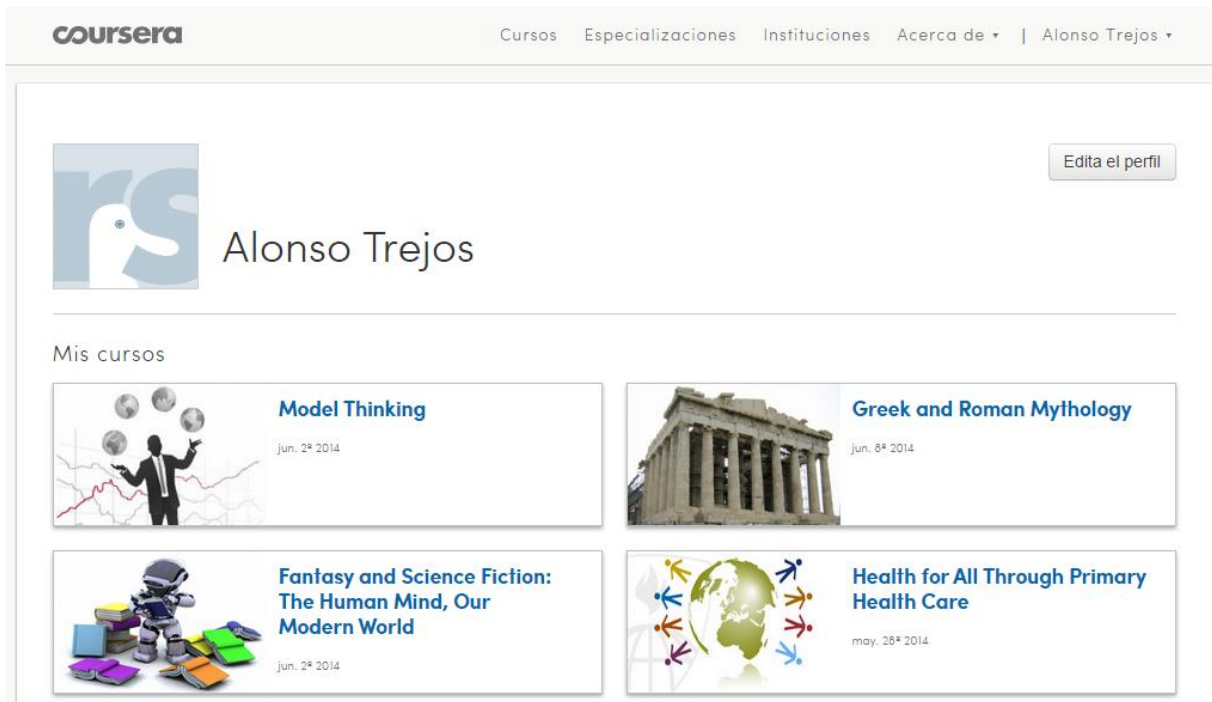 coursera
Cursos Especializaciones Instituciones Acerca de ▾ | Alonso Trejos ▾
rs
Edita el perfil
Alonso Trejos
Mis cursos
Model Thinking
jun. 2º 2014
Greek and Roman Mythology
jun. 8º 2014
Fantasy and Science Fiction:
The Human Mind, Our
Modern World
jun. 2º 2014
Health for All Through Primary
Health Care
may. 28º 2014